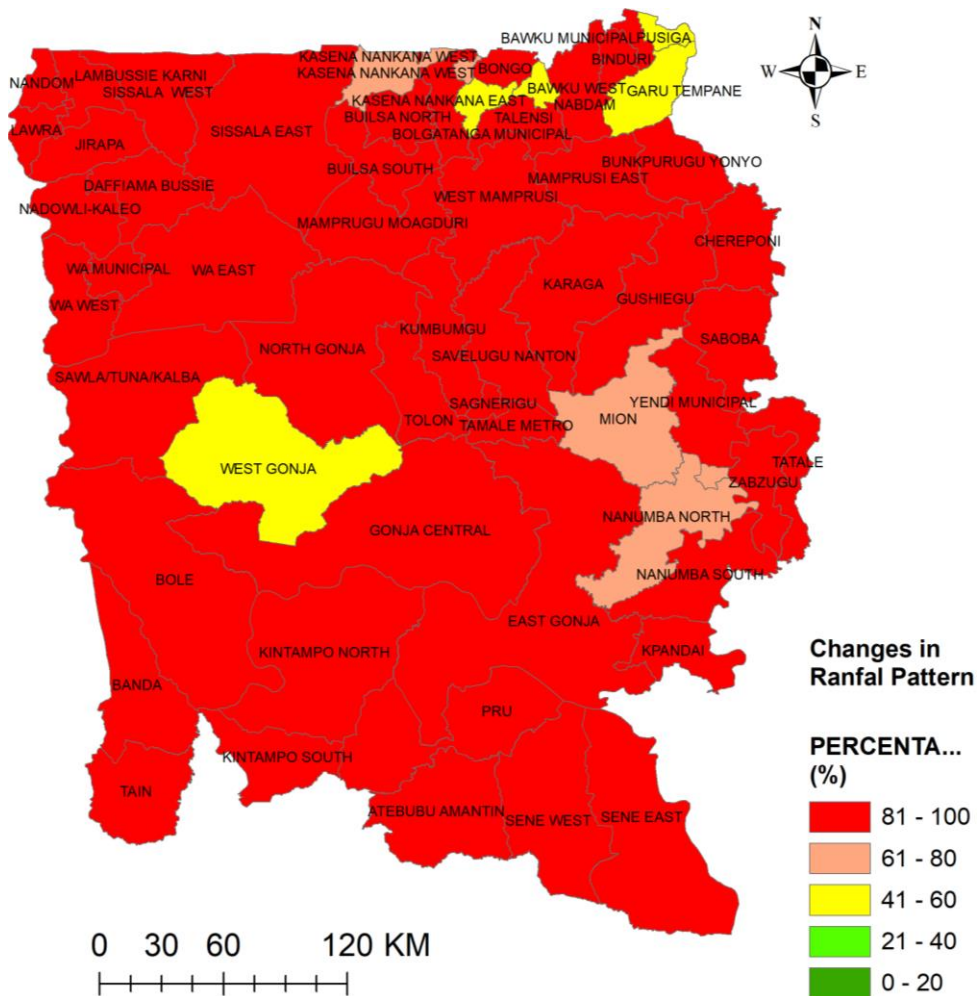 N
W E
S
BAWKU MUNICIPAL PUSIGA
KASENA NANKANA WEST
BINDURI
KASENA NANKANA WEST
BONGO
NANDOM
LAMBUSSIE KARNI
SISSALA WEST
BAWKU WEST
GARU TEMPANE
KASENA NANKANA EAST
NABDAM
BUILSA NORTH
TALENSI
LAWRA
SISSALA EAST
BOLGATANGA MUNICIPAL
JIRAPA
BUNKPURUGU YONYO
BUILSA SOUTH
MAMPRUSI EAST
DAFFIAMA BUSSIE
WEST MAMPRUSI
NADOWLI-KALEO
MAMPRUGU MOAGDURI
CHEREPONI
WA MUNICIPAL
WA EAST
KARAGA
GUSHIEGU
WA WEST
KUMBUMGU
SABOBA
NORTH GONJA
SAVELUGU NANTON
SAWLA/TUNA/KALBA
SAGNERIGU
YENDI MUNICIPAL
TOLON
TAMALE METRO
MION
TATALE
WEST GONJA
ZABZUGU
NANUMBA NORTH
GONJA CENTRAL
NANUMBA SOUTH
BOLE
EAST GONJA
KINTAMPO NORTH
KPANDAI
BANDA
PRU
KINTAMPO SOUTH
TAIN
ATEBUBU AMANTIN
SENE WEST
SENE EAST
Changes in
Ranfal Pattern
PERCENTA...
(%)
81 - 100
61 - 80
41 - 60
21 - 40
0 - 20
0 30 60 120 KM